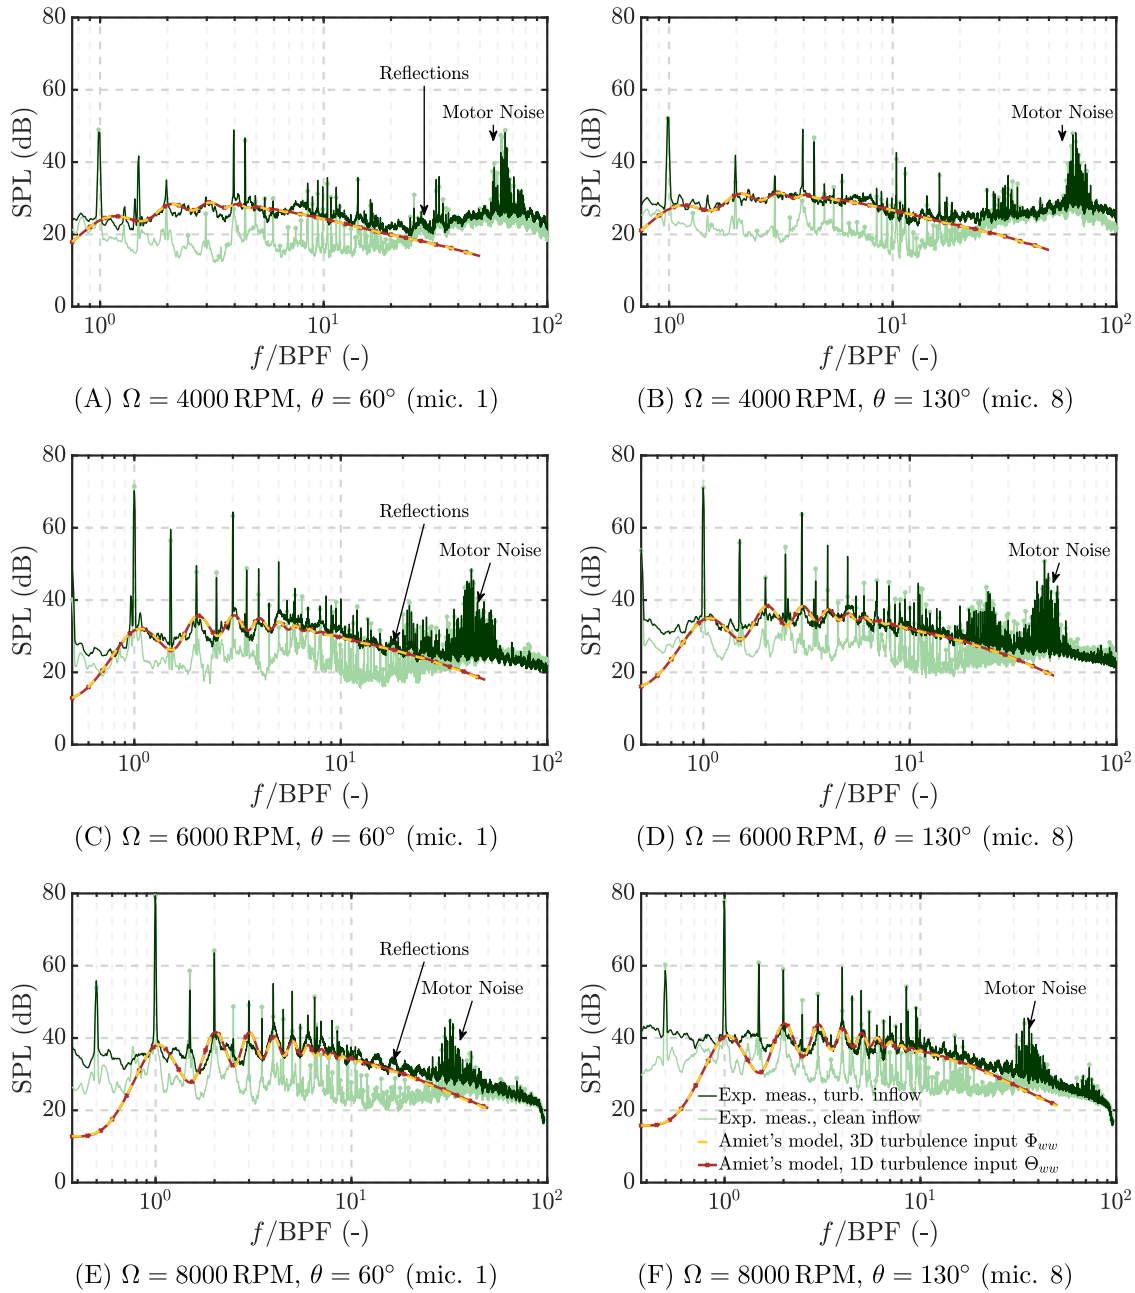 80
60
40
20
0
SPL (dB)
Reflections
Motor Noise
10^0
10^1
10^2
f/BPF (-)
(A) Ω = 4000 RPM, θ = 60° (mic. 1)
80
60
40
20
0
SPL (dB)
Motor Noise
10^0
10^1
10^2
f/BPF (-)
(B) Ω = 4000 RPM, θ = 130° (mic. 8)
80
60
40
20
0
SPL (dB)
Reflections
Motor Noise
10^0
10^1
10^2
f/BPF (-)
(C) Ω = 6000 RPM, θ = 60° (mic. 1)
80
60
40
20
0
SPL (dB)
Motor Noise
10^0
10^1
10^2
f/BPF (-)
(D) Ω = 6000 RPM, θ = 130° (mic. 8)
80
60
40
20
0
SPL (dB)
Reflections
Motor Noise
10^0
10^1
10^2
f/BPF (-)
(E) Ω = 8000 RPM, θ = 60° (mic. 1)
80
60
40
20
0
SPL (dB)
Motor Noise
Exp. meas., turb. inflow
Exp. meas., clean inflow
Amiet's model, 3D turbulence input Φ_ww
Amiet's model, 1D turbulence input Θ_ww
10^0
10^1
10^2
f/BPF (-)
(F) Ω = 8000 RPM, θ = 130° (mic. 8)